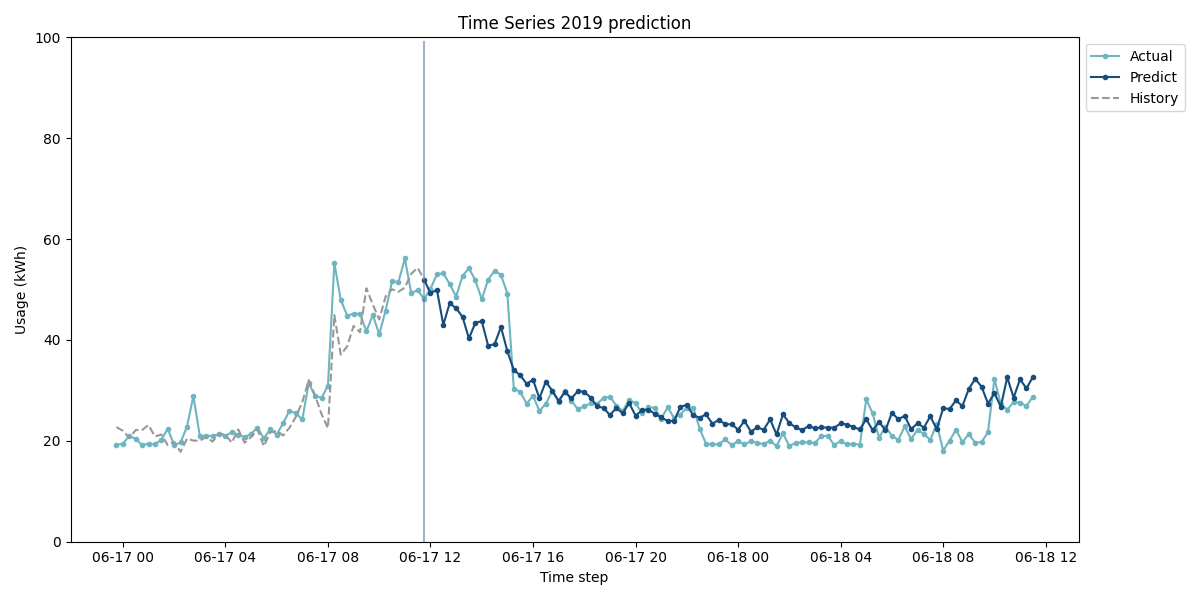 Time Series 2019 prediction
100
80
60
40
20
0
Usage (kWh)
06-17 00
06-17 04
06-17 08
06-17 12
06-17 16
06-17 20
06-18 00
06-18 04
06-18 08
06-18 12
Time step
Actual
Predict
History